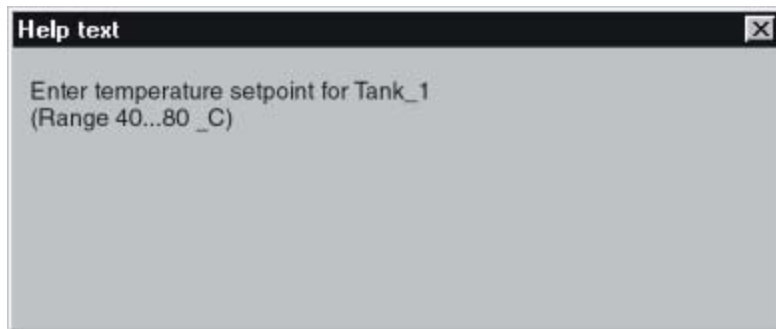 Help text
Enter temperature setpoint for Tank_1
(Range 40...80 _C)